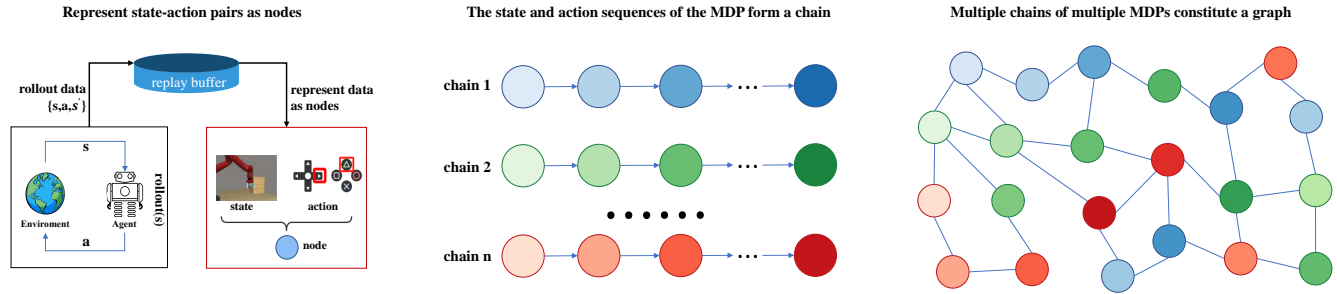 Represent state-action pairs as nodes
rollout data
{s,a,s'}
replay buffer
represent data
as nodes
s
Enviroment
Agent
a
rollout(s)
state
action
node
The state and action sequences of the MDP form a chain
chain 1
...
chain 2
...
......
chain n
...
Multiple chains of multiple MDPs constitute a graph